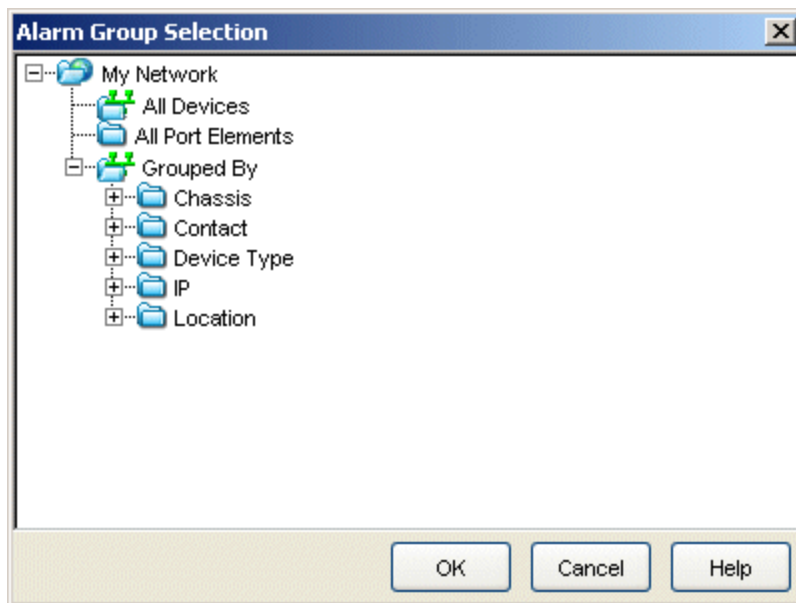 Alarm Group Selection
My Network
All Devices
All Port Elements
Grouped By
Chassis
Contact
Device Type
IP
Location
OK Cancel Help